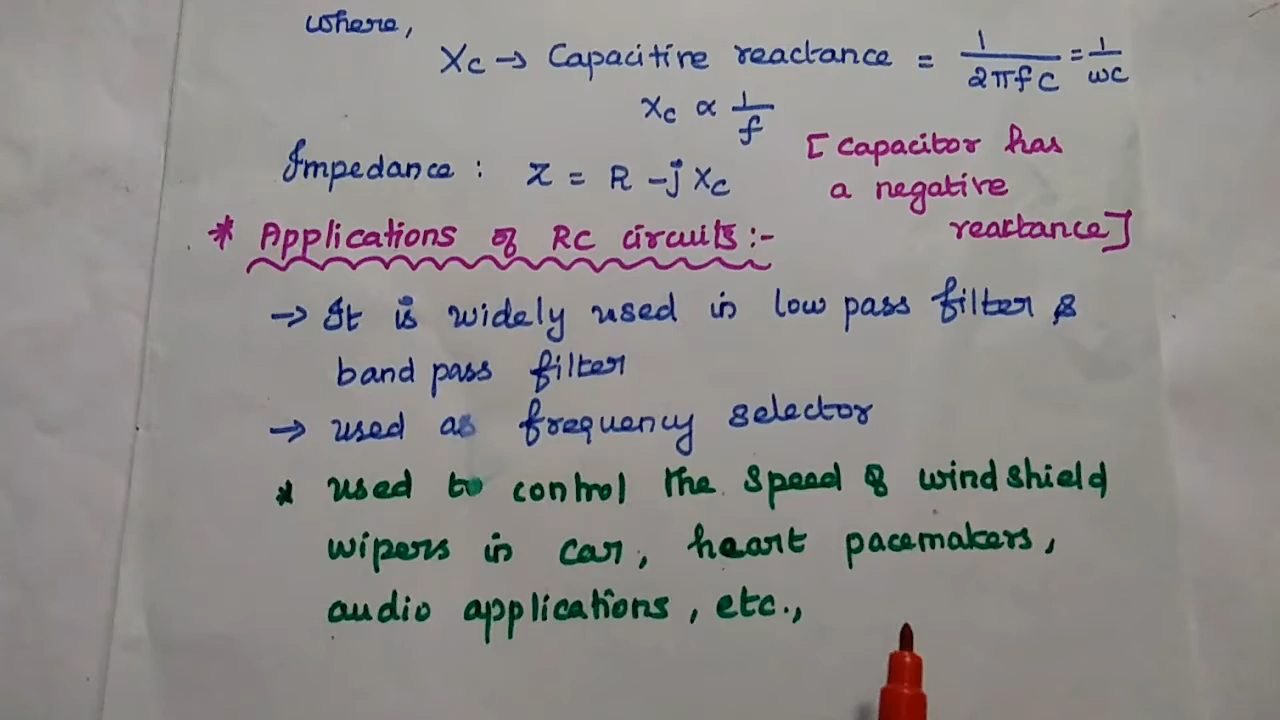 where,
Xc → Capacitive reactance = 1/2πfC = 1/ωC
Xc ∝ 1/f
Impedance : Z = R - jXc
[Capacitor has
a negative
reactance]
* Applications of RC circuits:-
→ It is widely used in low pass filter &
band pass filter
→ used as frequency selector
* used to control the speed of windshield
wipers in car, heart pacemakers,
audio applications, etc.,